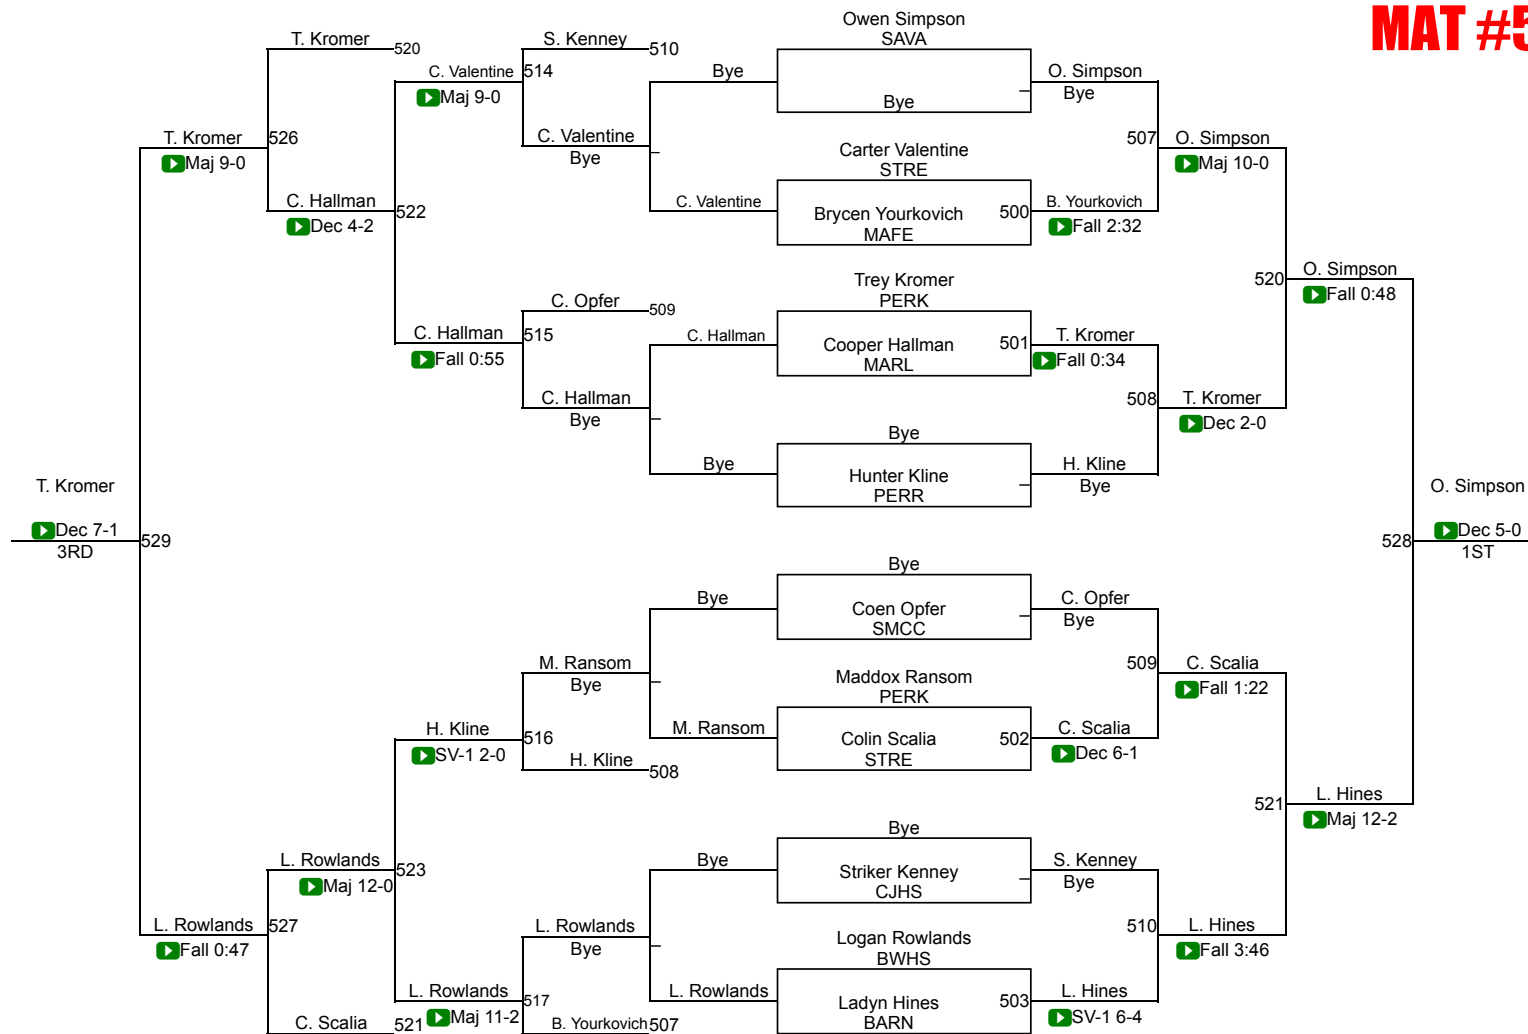 MAT #5
Owen Simpson
SAVA
T. Kromer
520
S. Kenney
510
C. Valentine
514
Maj 9-0
Bye
Bye
O. Simpson
Bye
T. Kromer
526
Maj 9-0
C. Valentine
Bye
Carter Valentine
STRE
507
O. Simpson
Maj 10-0
C. Hallman
522
Dec 4-2
C. Valentine
Brycen Yourkovich
MAFE
500
B. Yourkovich
Fall 2:32
Trey Kromer
PERK
C. Opfer
509
O. Simpson
520
Fall 0:48
C. Hallman
515
Fall 0:55
C. Hallman
Cooper Hallman
MARL
501
T. Kromer
Fall 0:34
C. Hallman
Bye
508
T. Kromer
Dec 2-0
Bye
Bye
Hunter Kline
PERR
H. Kline
Bye
T. Kromer
Dec 7-1
3RD
529
O. Simpson
528
Dec 5-0
1ST
Bye
Bye
Coen Opfer
SMCC
C. Opfer
Bye
M. Ransom
Bye
Maddox Ransom
PERK
509
C. Scalia
Fall 1:22
H. Kline
516
SV-1 2-0
M. Ransom
Colin Scalia
STRE
502
C. Scalia
Dec 6-1
H. Kline
508
521
L. Hines
Maj 12-2
Bye
L. Rowlands
523
Maj 12-0
Bye
Striker Kenney
CJHS
S. Kenney
Bye
L. Rowlands
527
Fall 0:47
L. Rowlands
Bye
Logan Rowlands
BWHS
510
L. Hines
Fall 3:46
L. Rowlands
517
Maj 11-2
L. Rowlands
Ladyn Hines
BARN
503
L. Hines
SV-1 6-4
C. Scalia
521
B. Yourkovich
507